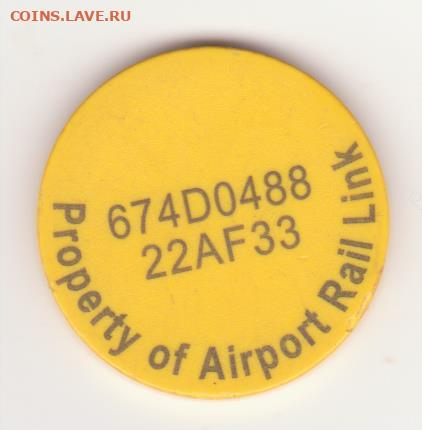 COINS.LAVE.RU
674D0488
22AF33
Property of Airport Rail Link